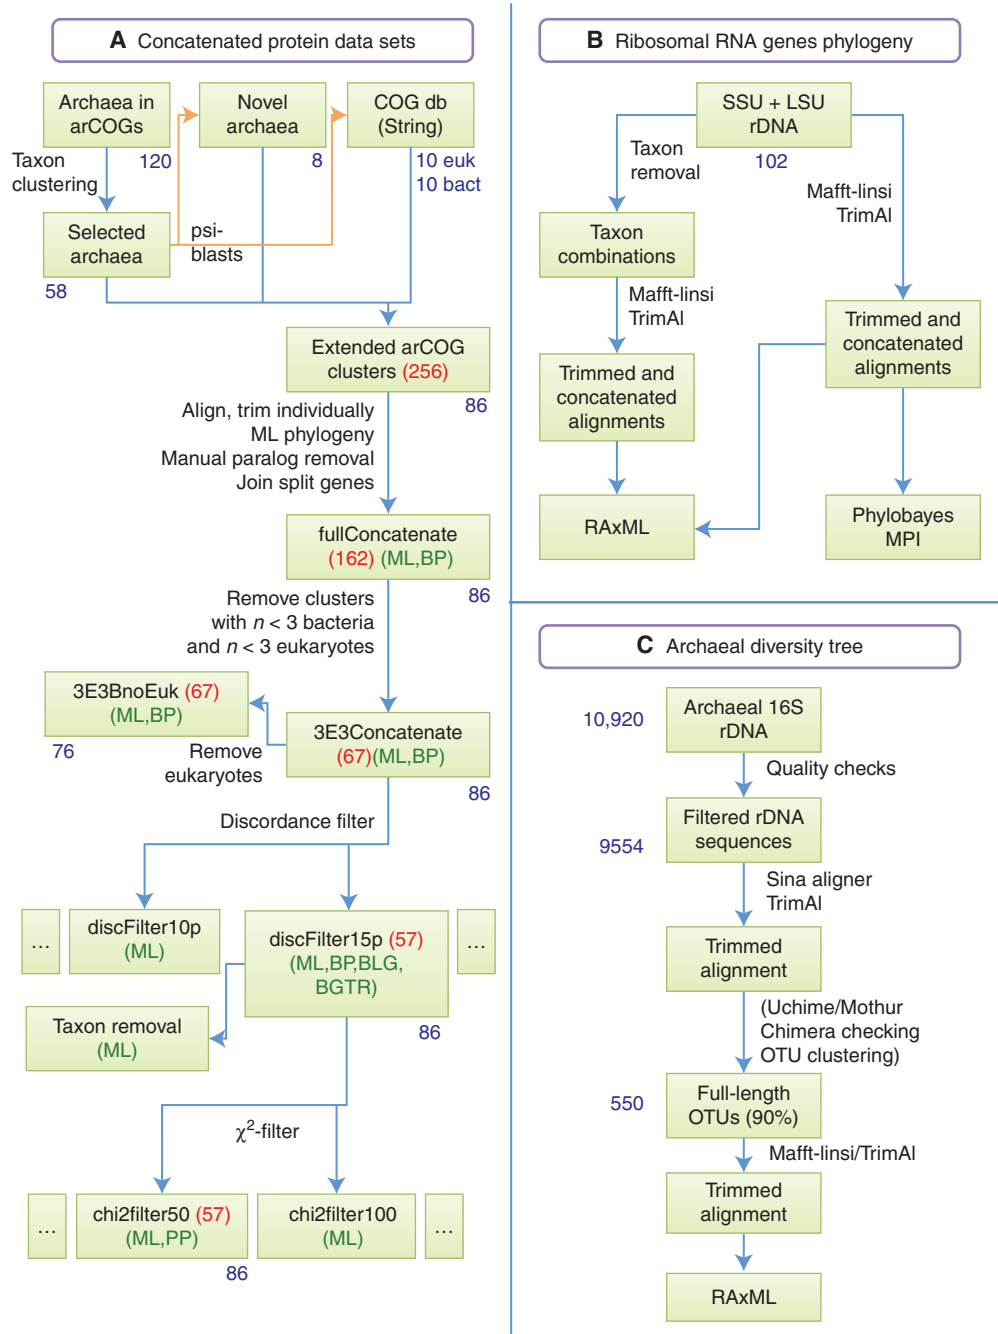 A Concatenated protein data sets
Archaea in
arCOGs
120
Novel
archaea
8
COG db
(String)
10 euk
10 bact
Taxon
clustering
Selected
archaea
58
psi-
blasts
Extended arCOG
clusters (256)
86
Align, trim individually
ML phylogeny
Manual paralog removal
Join split genes
fullConcatenate
(162) (ML,BP)
86
Remove clusters
with n < 3 bacteria
and n < 3 eukaryotes
3E3BnoEuk (67)
(ML,BP)
76
Remove
eukaryotes
3E3Concatenate
(67)(ML,BP)
86
Discordance filter
...
discFilter10p
(ML)
discFilter15p (57)
(ML,BP,BLG,
BGTR)
86
...
Taxon removal
(ML)
χ²-filter
...
chi2filter50 (57)
(ML,PP)
86
chi2filter100
(ML)
...
B Ribosomal RNA genes phylogeny
SSU + LSU
rDNA
102
Taxon
removal
Mafft-linsi
TrimAl
Taxon
combinations
Mafft-linsi
TrimAl
Trimmed and
concatenated
alignments
Trimmed and
concatenated
alignments
RAxML
Phylobayes
MPI
C Archaeal diversity tree
10,920
Archaeal 16S
rDNA
Quality checks
9554
Filtered rDNA
sequences
Sina aligner
TrimAl
Trimmed
alignment
(Uchime/Mothur
Chimera checking
OTU clustering)
550
Full-length
OTUs (90%)
Mafft-linsi/TrimAl
Trimmed
alignment
RAxML